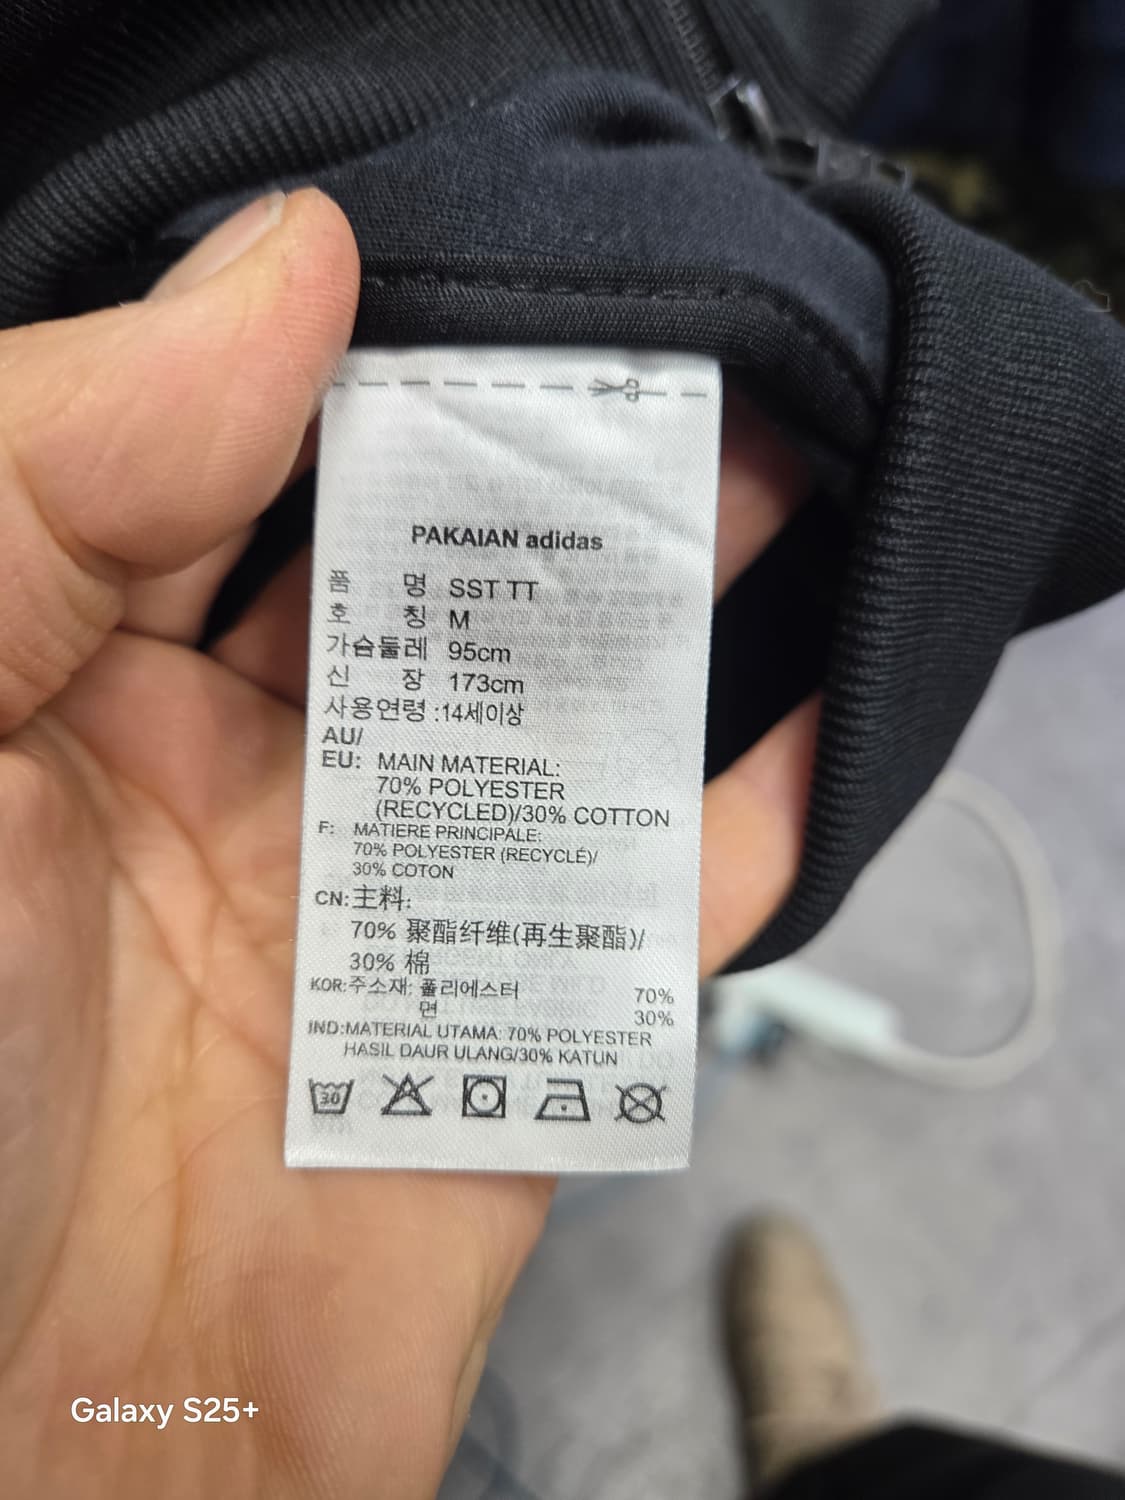 PAKAIAN adidas
품 명 SST TT
호 칭 M
가슴둘레 95cm
신 장 173cm
사용연령 :14세이상
AU/
EU: MAIN MATERIAL:
70% POLYESTER
(RECYCLED)/30% COTTON
F: MATIERE PRINCIPALE:
70% POLYESTER (RECYCLÉ)/
30% COTON
CN:主料:
70% 聚酯纤维(再生聚酯)/
30% 棉
KOR:주소재: 폴리에스터 70%
면 30%
IND:MATERIAL UTAMA: 70% POLYESTER
HASIL DAUR ULANG/30% KATUN
30
Galaxy S25+